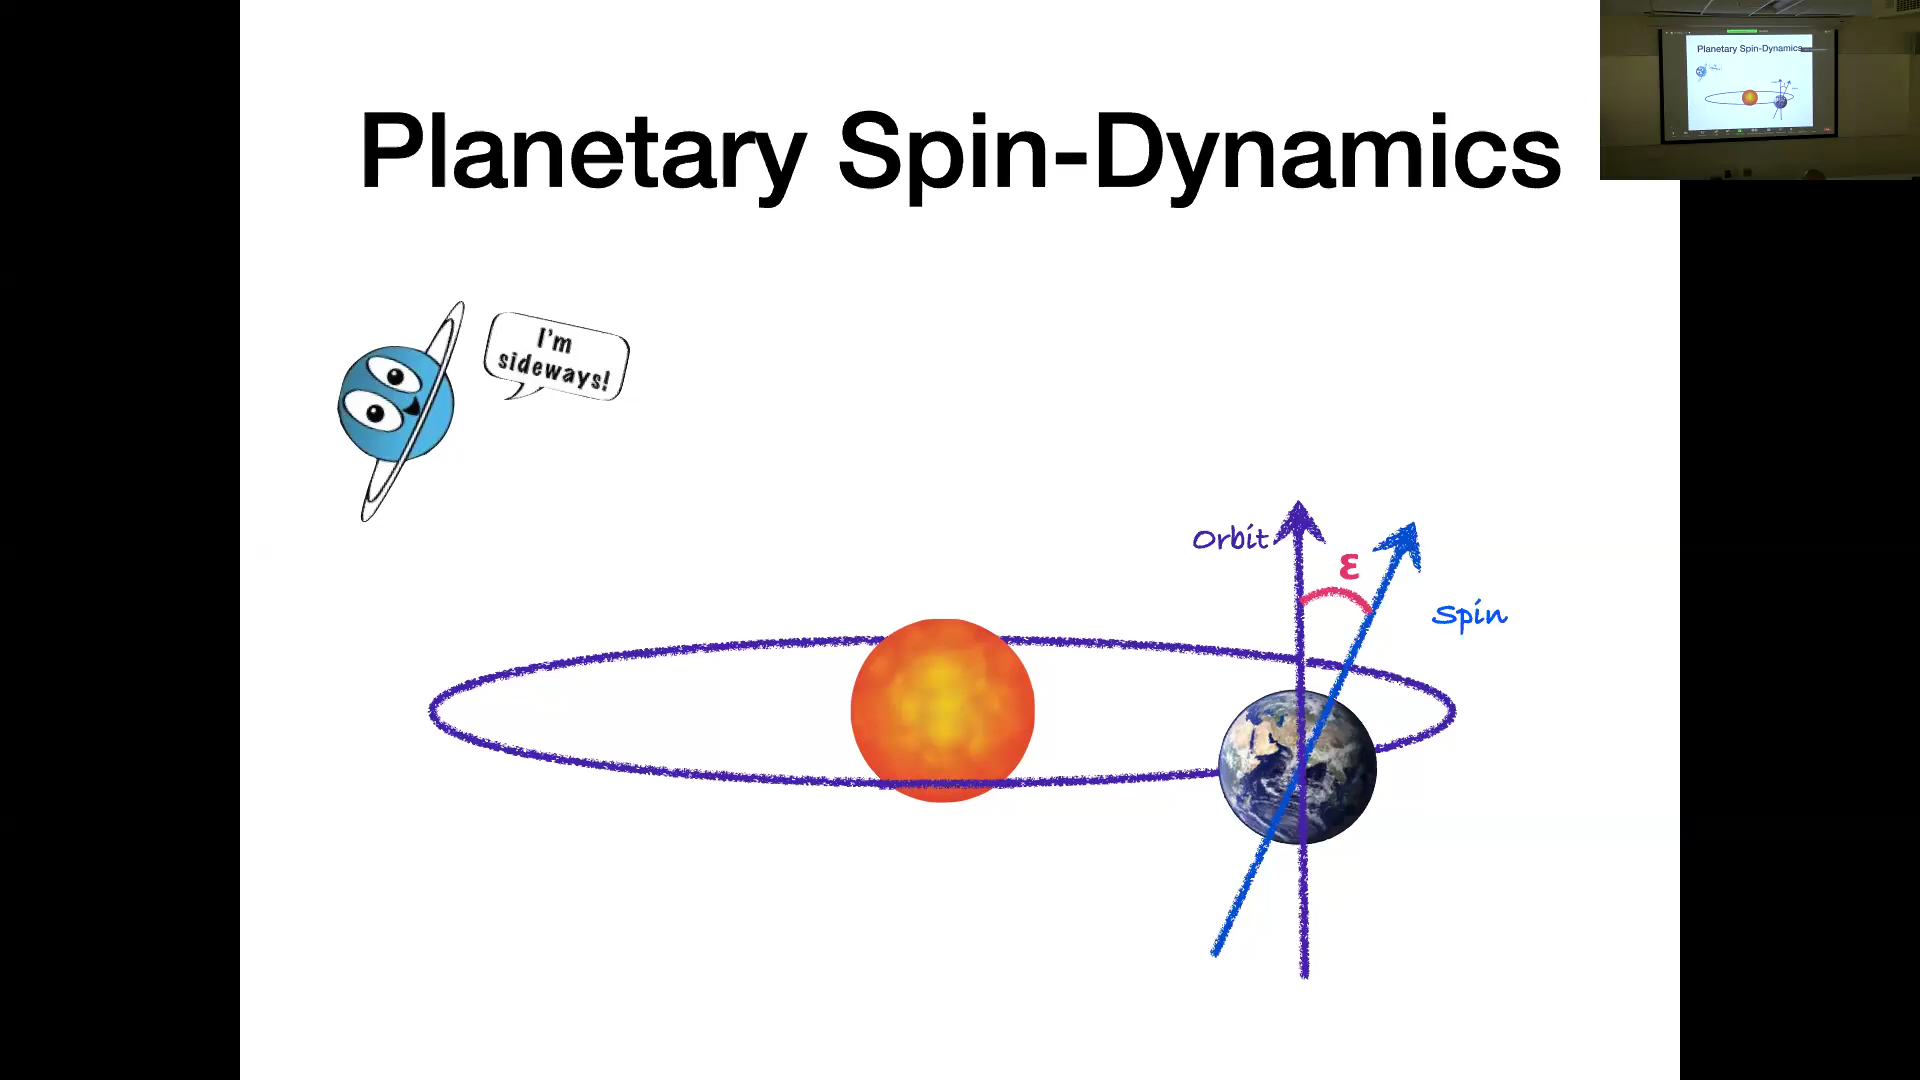 Planetary Spin-Dynamics
I'm
sideways!
Orbit
ε
Spin
Planetary Spin-Dynamics